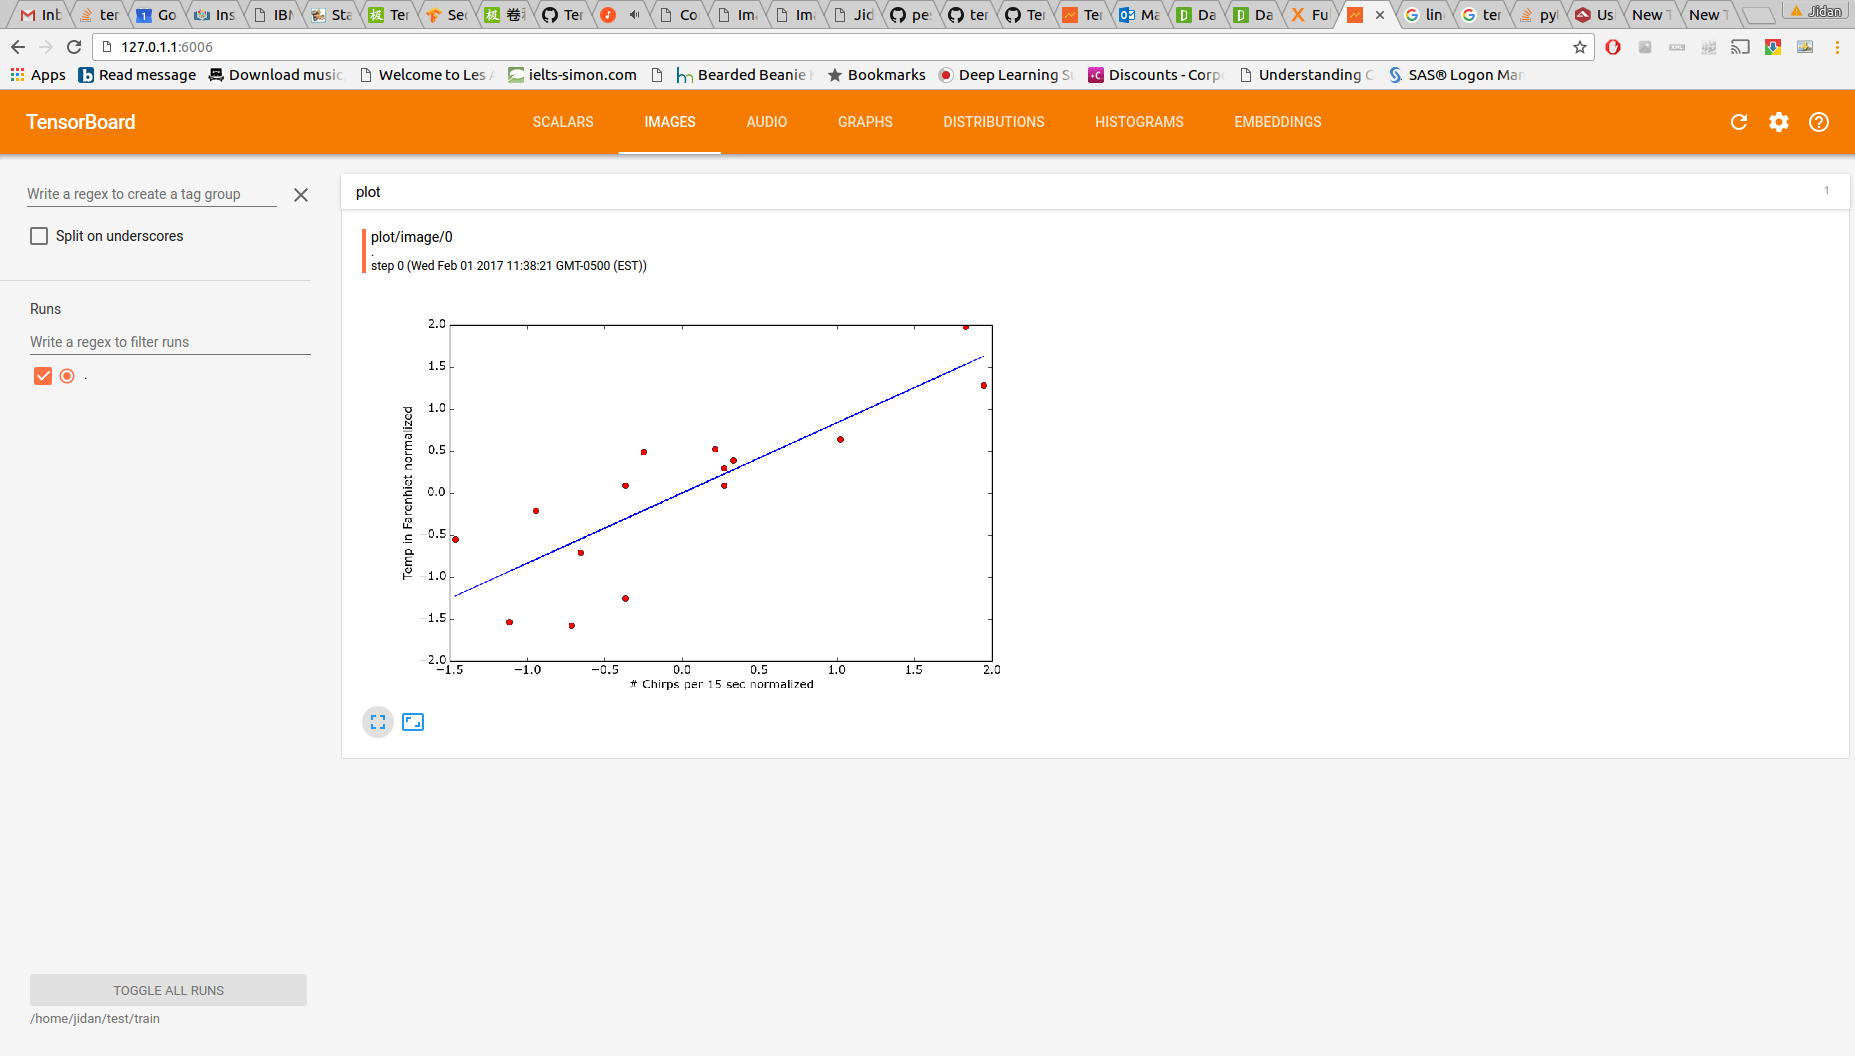 Inb ter Go Ins IBM Sta Ter Sec 卷 Ter Co Ima Ima Jid pe ter Ter Ter Ma Da Da Fu lin ter pyt Us New T New T Jidan
127.0.1.1:6006
Apps Read message Download music Welcome to Les A ielts-simon.com Bearded Beanie Bookmarks Deep Learning Su Discounts - Corp Understanding C SAS® Logon Man
TensorBoard SCALARS IMAGES AUDIO GRAPHS DISTRIBUTIONS HISTOGRAMS EMBEDDINGS
Write a regex to create a tag group
Split on underscores
Runs
Write a regex to filter runs
.
TOGGLE ALL RUNS
/home/jidan/test/train
plot 1
plot/image/0
.
step 0 (Wed Feb 01 2017 11:38:21 GMT-0500 (EST))
2.0
1.5
1.0
0.5
0.0
−0.5
−1.0
−1.5
−2.0
Temp in Farenhiet normalized
−1.5 −1.0 −0.5 0.0 0.5 1.0 1.5 2.0
# Chirps per 15 sec normalized